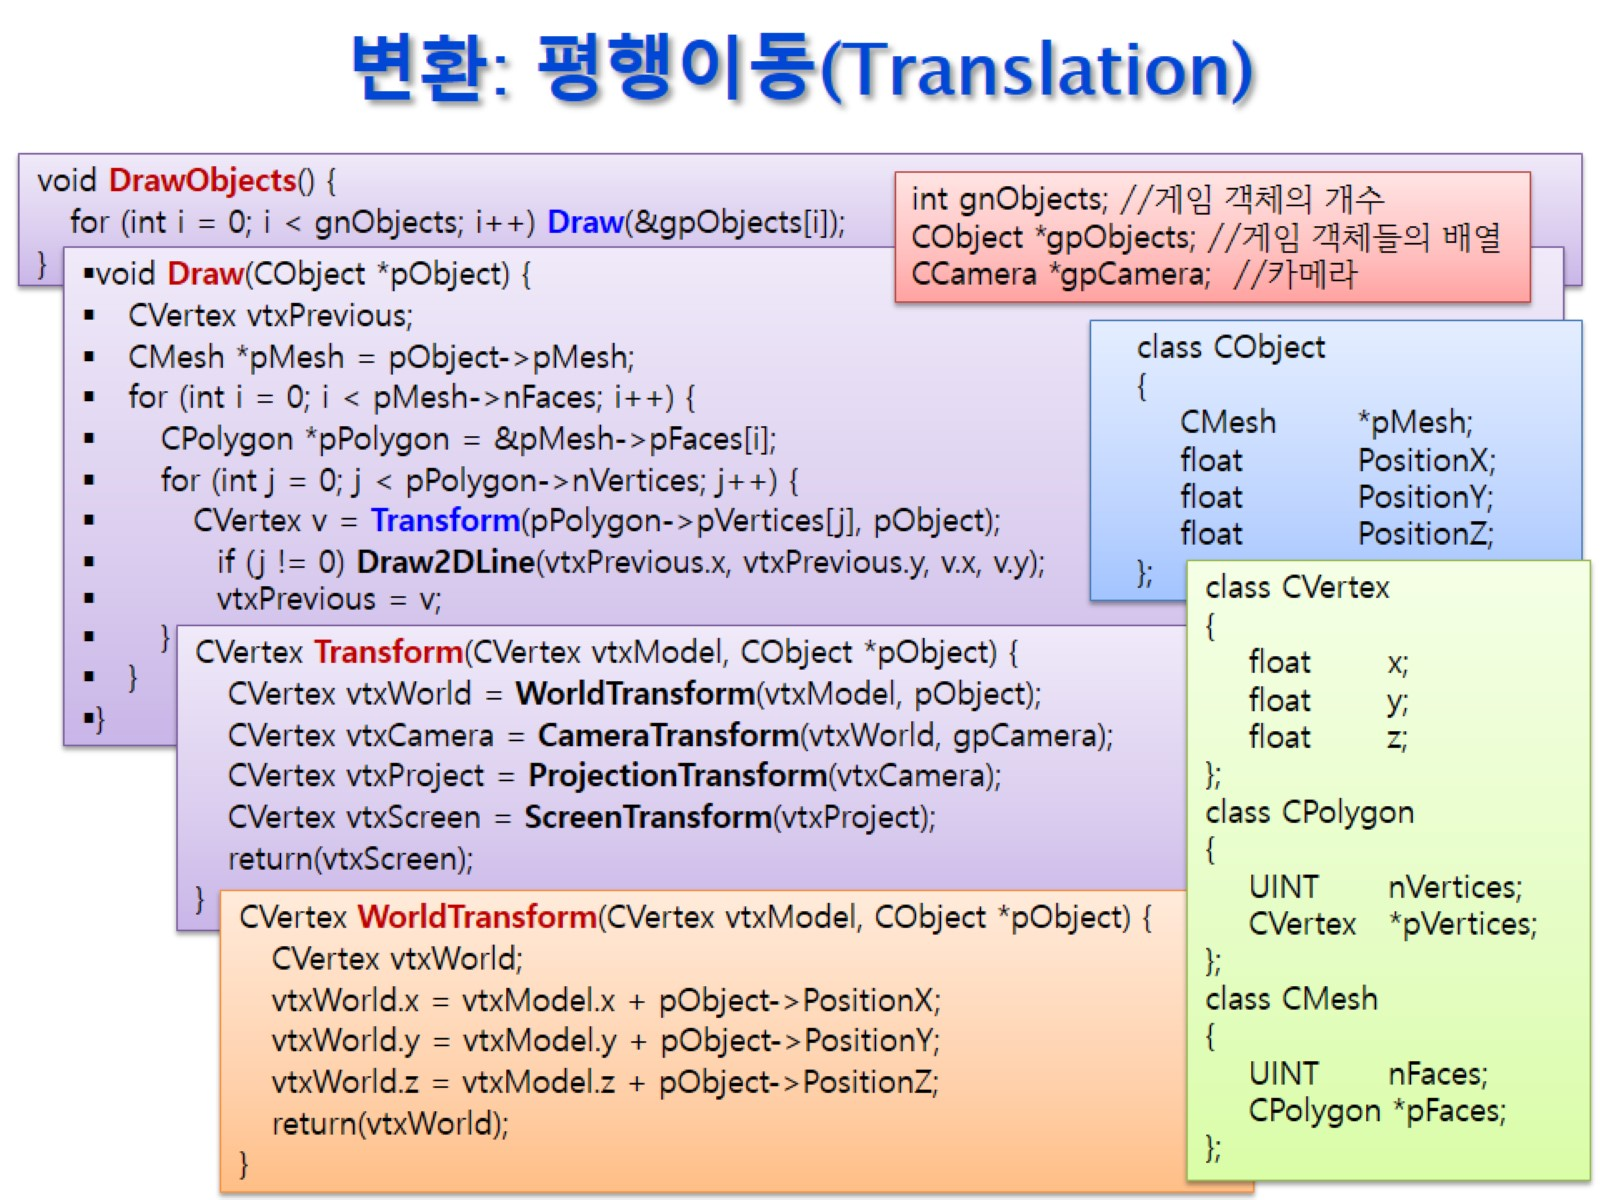 변환: 평행이동(Translation)
void DrawObjects() {
for (int i = 0; i < gnObjects; i++) Draw(&gpObjects[i]);
}
int gnObjects; //게임 객체의 개수
CObject *gpObjects; //게임 객체들의 배열
CCamera *gpCamera; //카메라
▪void Draw(CObject *pObject) {
▪ CVertex vtxPrevious;
▪ CMesh *pMesh = pObject->pMesh;
▪ for (int i = 0; i < pMesh->nFaces; i++) {
▪ CPolygon *pPolygon = &pMesh->pFaces[i];
▪ for (int j = 0; j < pPolygon->nVertices; j++) {
▪ CVertex v = Transform(pPolygon->pVertices[j], pObject);
▪ if (j != 0) Draw2DLine(vtxPrevious.x, vtxPrevious.y, v.x, v.y);
▪ vtxPrevious = v;
▪ }
▪ }
▪}
class CObject
{
CMesh *pMesh;
float PositionX;
float PositionY;
float PositionZ;
};
CVertex Transform(CVertex vtxModel, CObject *pObject) {
CVertex vtxWorld = WorldTransform(vtxModel, pObject);
CVertex vtxCamera = CameraTransform(vtxWorld, gpCamera);
CVertex vtxProject = ProjectionTransform(vtxCamera);
CVertex vtxScreen = ScreenTransform(vtxProject);
return(vtxScreen);
}
CVertex WorldTransform(CVertex vtxModel, CObject *pObject) {
CVertex vtxWorld;
vtxWorld.x = vtxModel.x + pObject->PositionX;
vtxWorld.y = vtxModel.y + pObject->PositionY;
vtxWorld.z = vtxModel.z + pObject->PositionZ;
return(vtxWorld);
}
class CVertex
{
float x;
float y;
float z;
};
class CPolygon
{
UINT nVertices;
CVertex *pVertices;
};
class CMesh
{
UINT nFaces;
CPolygon *pFaces;
};